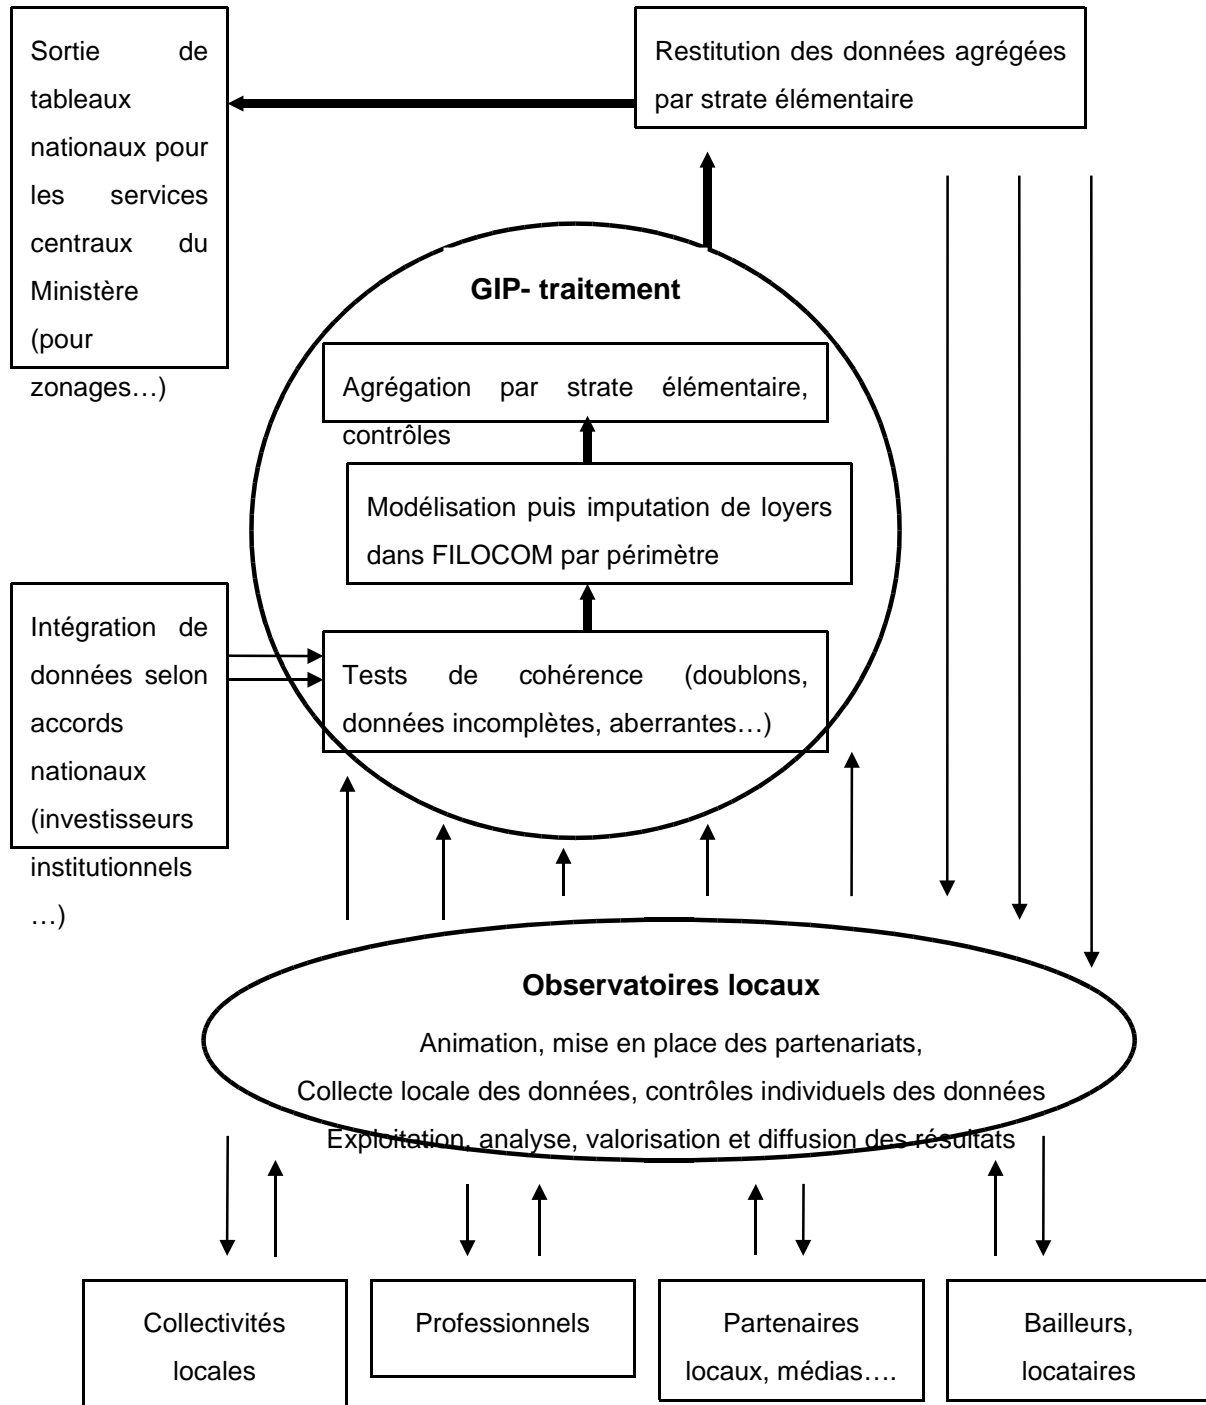 Sortie de
tableaux
nationaux pour
les services
centraux du
Ministère
(pour
zonages…)
Restitution des données agrégées
par strate élémentaire
GIP- traitement
Agrégation par strate élémentaire,
contrôles
Modélisation puis imputation de loyers
dans FILOCOM par périmètre
Intégration de
données selon
accords
nationaux
(investisseurs
institutionnels
…)
Tests de cohérence (doublons,
données incomplètes, aberrantes…)
Observatoires locaux
Animation, mise en place des partenariats,
Collecte locale des données, contrôles individuels des données
Exploitation, analyse, valorisation et diffusion des résultats
Collectivités
locales
Professionnels
Partenaires
locaux, médias….
Bailleurs,
locataires